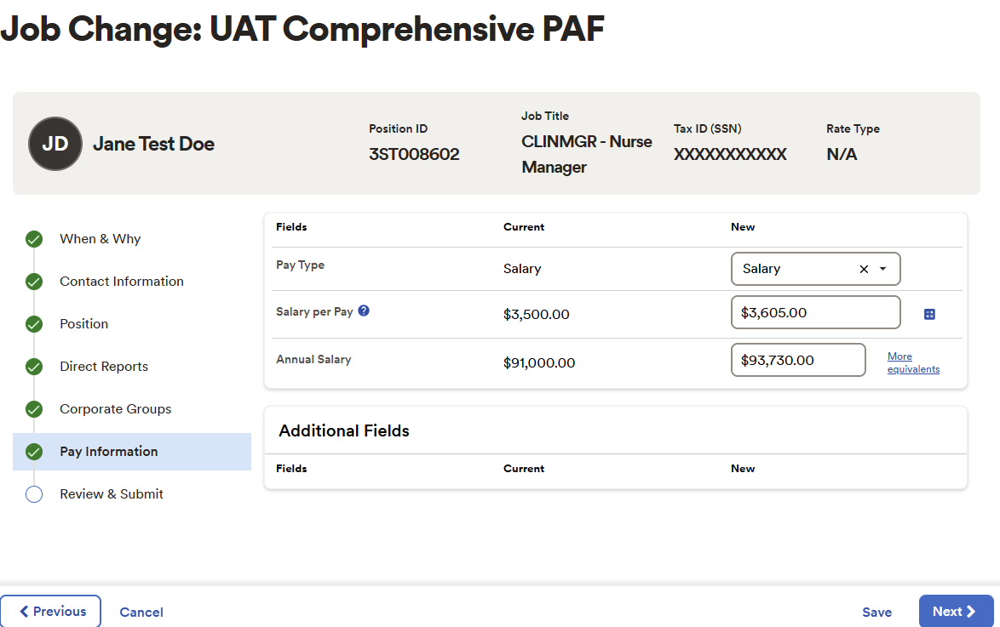 Job Change: UAT Comprehensive PAF
JD
Jane Test Doe
Position ID
3ST008602
Job Title
CLINMGR - Nurse
Manager
Tax ID (SSN)
XXXXXXXXXXX
Rate Type
N/A
When & Why
Contact Information
Position
Direct Reports
Corporate Groups
Pay Information
Review & Submit
Fields Current New
Pay Type Salary Salary
Salary per Pay ? $3,500.00 $3,605.00
Annual Salary $91,000.00 $93,730.00 More
equivalents
Additional Fields
Fields Current New
Previous Cancel Save Next